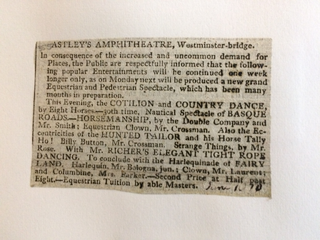 ASTLEY'S AMPHITHEATRE, Westminster-bridge.
In consequence of the increased and uncommon demand for
Places, the Public are respectfully informed that the follow-
ing popular Entertainments will be continued one week
longer only, as on Monday next will be produced a new grand
Equestrian and Pedestrian Spectacle, which has been many
months in preparation.
This Evening, the COTILION and COUNTRY DANCE,
by Eight Horses—30th time. Nautical Spectacle of BASQUE
ROADS.—HORSEMANSHIP, by the Double Company and
Mr. Smith; Equestrian Clown, Mr. Crossman. Also the Ec-
centricities of the HUNTED TAILOR and his Horse Tally
Ho! Billy Button, Mr. Crossman. Strange Things, by Mr.
Rose. With Mr. RICHER'S ELEGANT TIGHT ROPE
DANCING. To conclude with the Harlequinade of FAIRY
LAND. Harlequin, Mr. Bologna, jun.; Clown, Mr. Laurent;
and Columbine, Mrs. Parker.—Second Price at Half past
Eight.—Equestrian Tuition by able Masters.